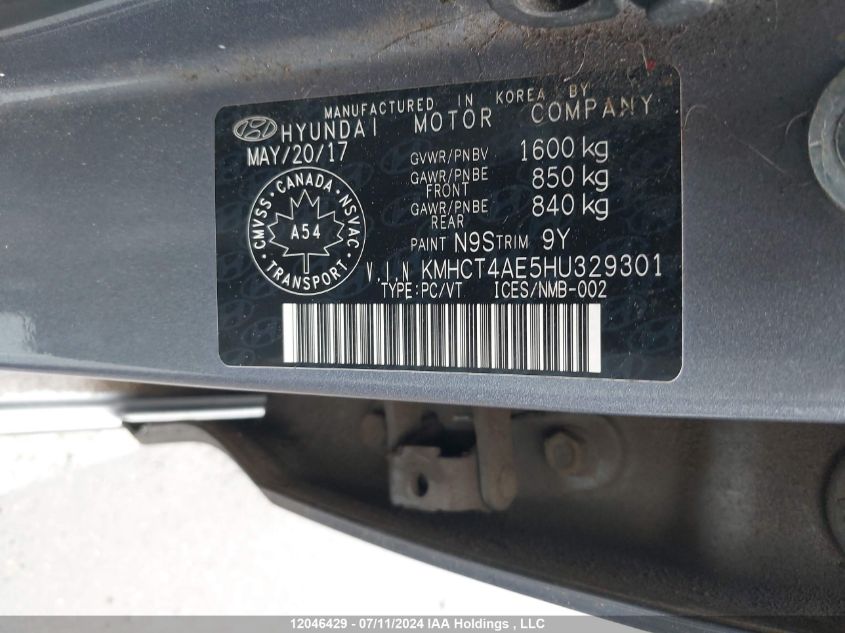 MANUFACTURED IN KOREA BY
HYUNDAI MOTOR COMPANY
MAY/20/17
GVWR/PNBV 1600 kg
GAWR/PNBE FRONT 850 kg
GAWR/PNBE REAR 840 kg
CANADA · NSVAC · TRANSPORT · CMVSS ·
A54
PAINT N9S TRIM 9Y
V.I.N KMHCT4AE5HU329301
TYPE:PC/VT ICES/NMB-002
12046429 - 07/11/2024 IAA Holdings , LLC